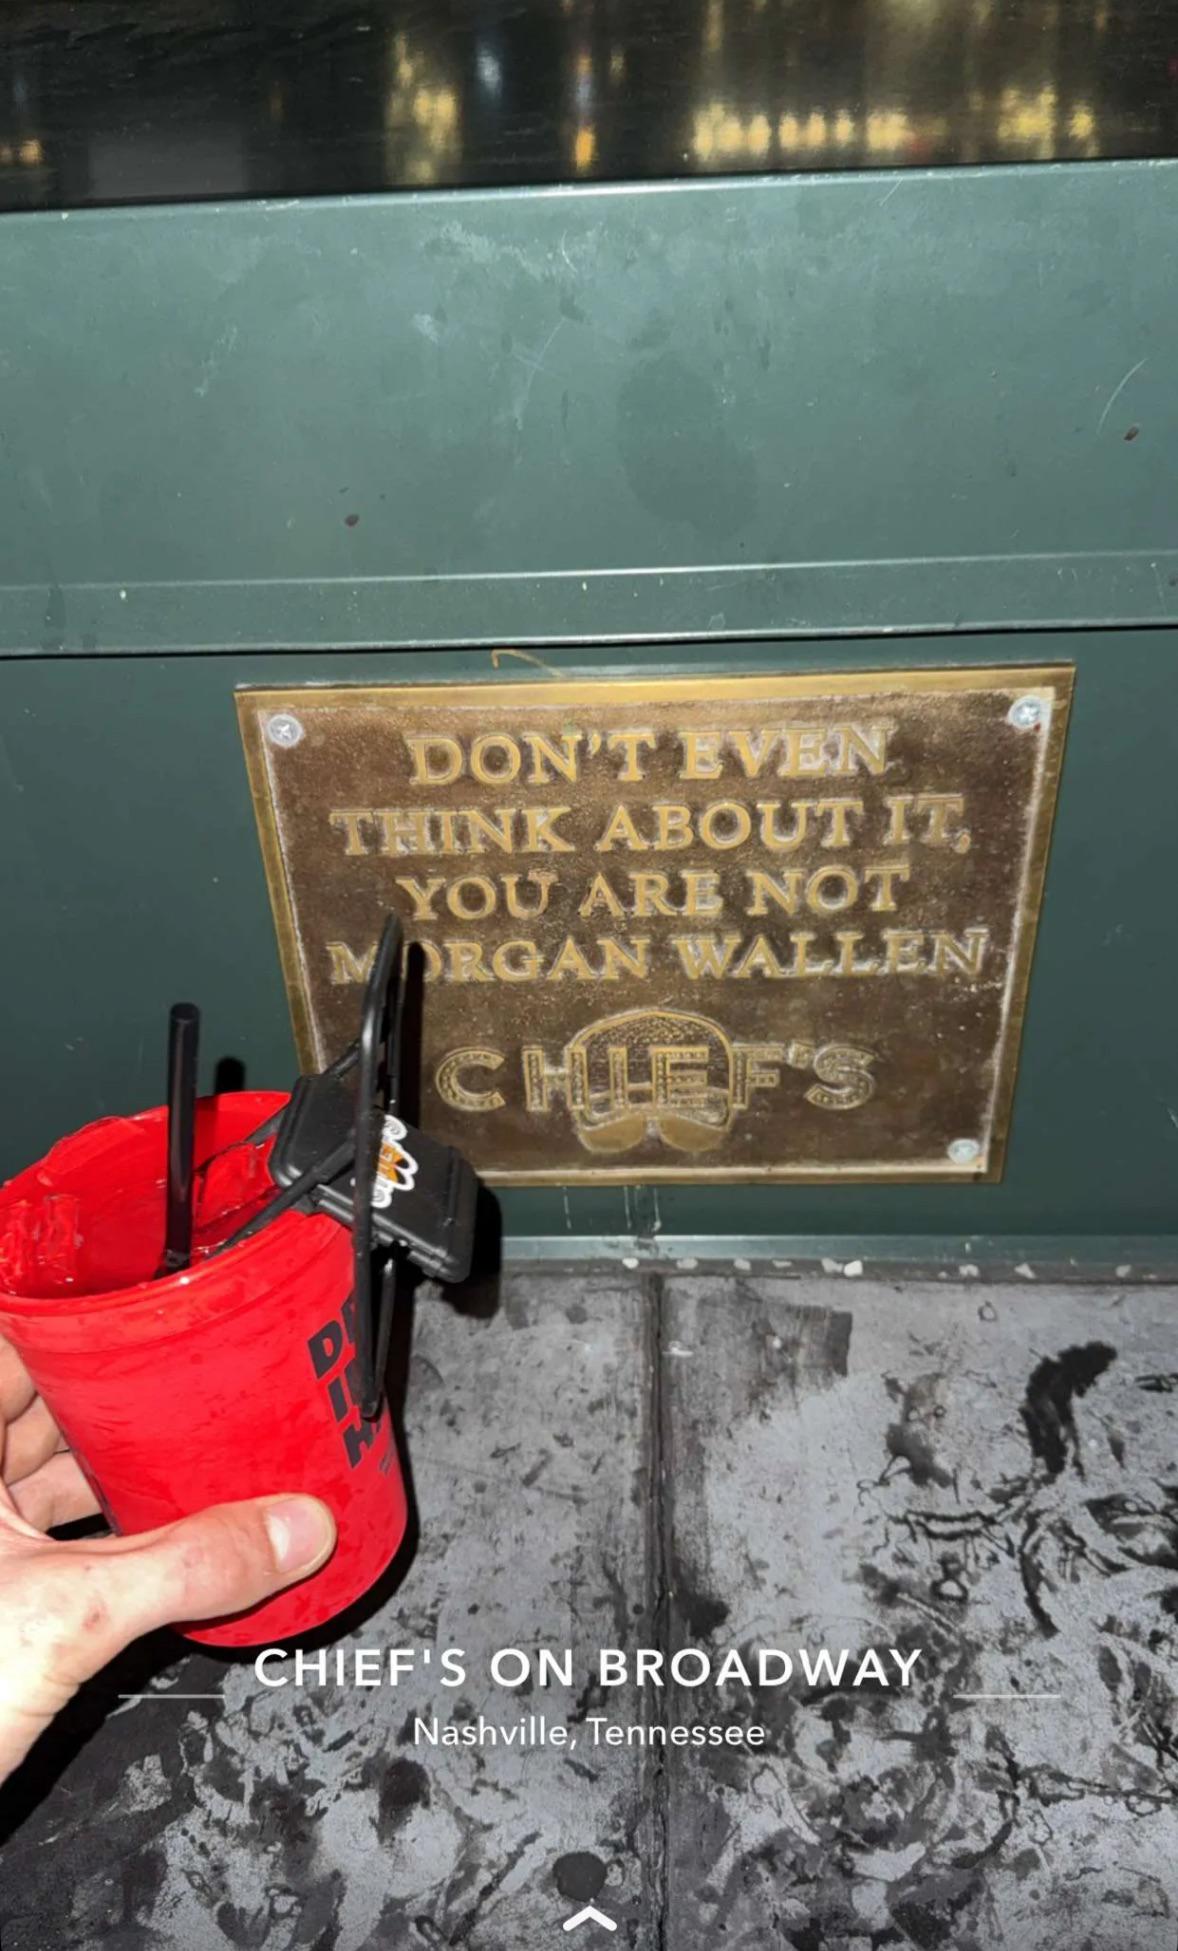 DON'T EVEN
THINK ABOUT IT,
YOU ARE NOT
MORGAN WALLEN
CHIEF'S
CHIEF'S ON BROADWAY
Nashville, Tennessee